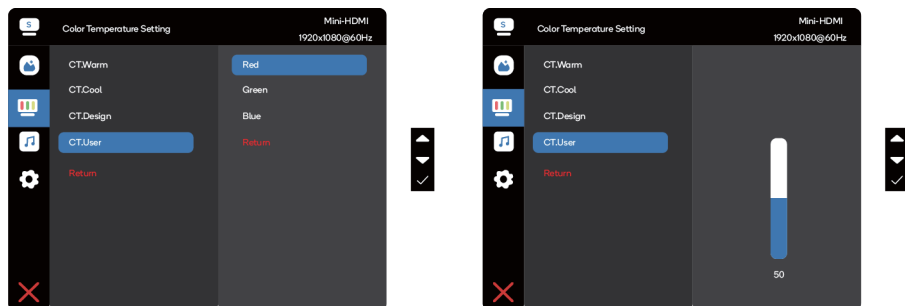 S
Color Temperature Setting
Mini-HDMI
1920x1080@60Hz
CT.Warm
CT.Cool
CT.Design
CT.User
Return
Red
Green
Blue
Return
S
Color Temperature Setting
Mini-HDMI
1920x1080@60Hz
CT.Warm
CT.Cool
CT.Design
CT.User
Return
50